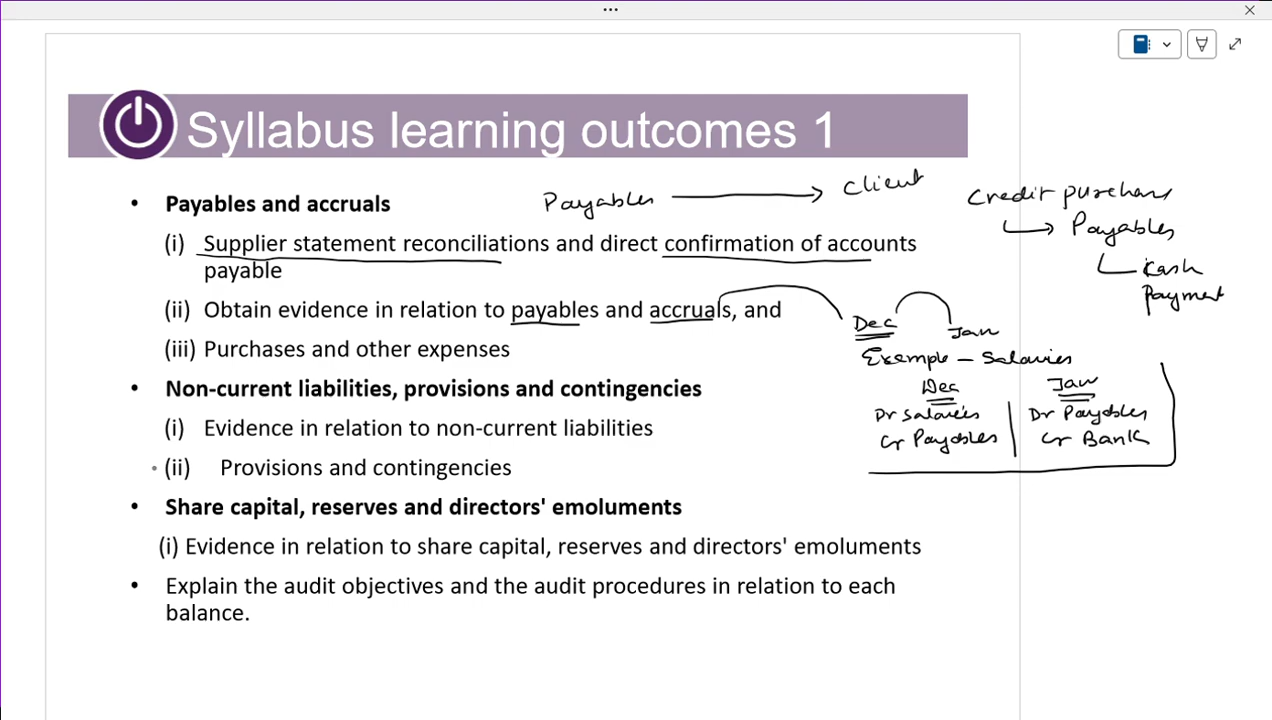 Syllabus learning outcomes 1
• Payables and accruals
Payables → client
credit purchase
↳ Payables
↳ cash
payment
(i) Supplier statement reconciliations and direct confirmation of accounts
payable
(ii) Obtain evidence in relation to payables and accruals, and
Dec Jan
(iii) Purchases and other expenses
Example – Salaries
• Non-current liabilities, provisions and contingencies
Dec Jan
Dr Salaries Dr Payables
Cr Payables Cr Bank
(i) Evidence in relation to non-current liabilities
(ii) Provisions and contingencies
• Share capital, reserves and directors' emoluments
(i) Evidence in relation to share capital, reserves and directors' emoluments
• Explain the audit objectives and the audit procedures in relation to each
balance.